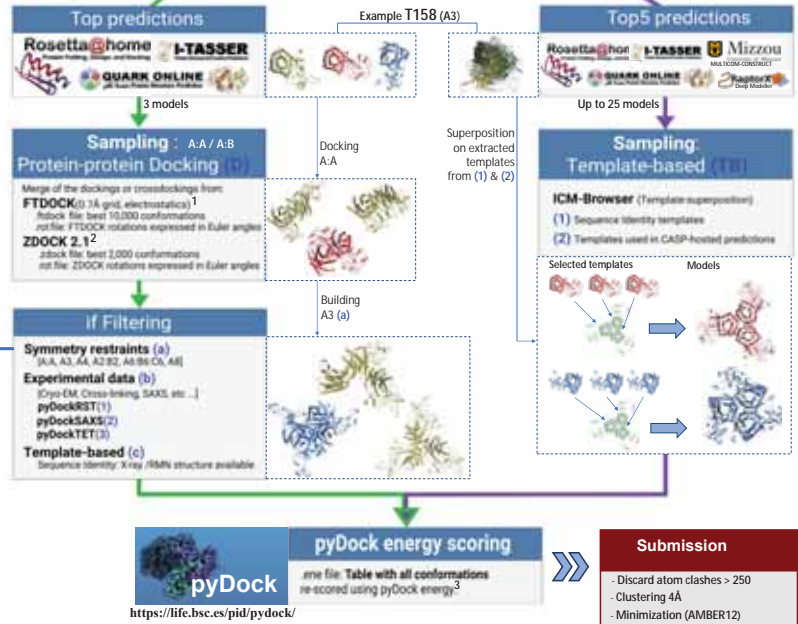 Top predictions
Rosetta@home
I-TASSER
QUARK ONLINE
3 models
Example T158 (A3)
Top5 predictions
I-TASSER
Mizzou
MULTICOM-CONSTRUCT
QUARK ONLINE
RaptorX
Deep Modeller
Up to 25 models
Sampling : A:A / A:B
Protein-protein Docking (D)
Merge of the dockings or crossdockings from:
FTDOCK(0.7Å grid, electrostatics)1
.ftdock file: best 10,000 conformations
.rot file: FTDOCK rotations expressed in Euler angles
ZDOCK 2.1 2
.zdock file: best 2,000 conformations
.rot file: ZDOCK rotations expressed in Euler angles
Docking
A:A
Building
A3 (a)
Superposition
on extracted
templates
from (1) & (2)
Sampling:
Template-based (TB)
ICM-Browser (Template superposition)
(1) Sequence Identity templates
(2) Templates used in CASP-hosted predictions
Selected templates
Models
if Filtering
Symmetry restraints (a)
[A:A, A3, A4, A2:B2, A6:B6:C6, A8]
Experimental data (b)
[Cryo-EM, Cross-linking, SAXS, etc ...]
pyDockRST(1)
pyDockSAXS(2)
pyDockTET(3)
Template-based (c)
Sequence Identity: X-ray /RMN structure available
pyDock
https://life.bsc.es/pid/pydock/
pyDock energy scoring
.ene file: Table with all conformations
re-scored using pyDock energy3
Submission
- Discard atom clashes > 250
- Clustering 4Å
- Minimization (AMBER12)